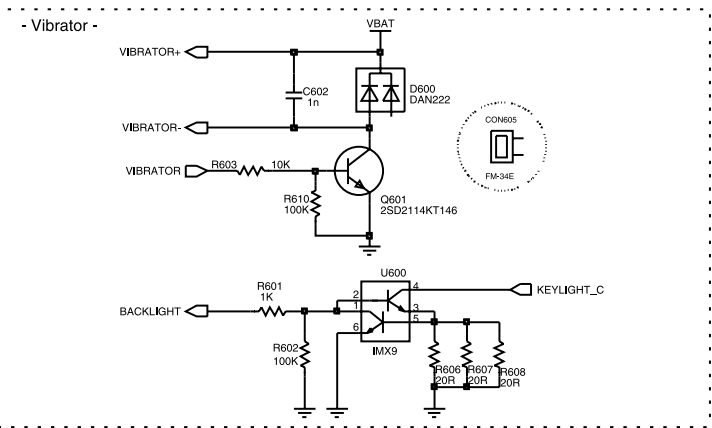 - Vibrator -
VBAT
VIBRATOR+
C602
1n
D600
DAN222
VIBRATOR-
CON605
FM-34E
VIBRATOR
R603
10K
R610
100K
Q601
2SD2114KT146
U600
R601
1K
2
4
KEYLIGHT_C
BACKLIGHT
1
3
6
5
IMX9
R602
100K
R606
20R
R607
20R
R608
20R